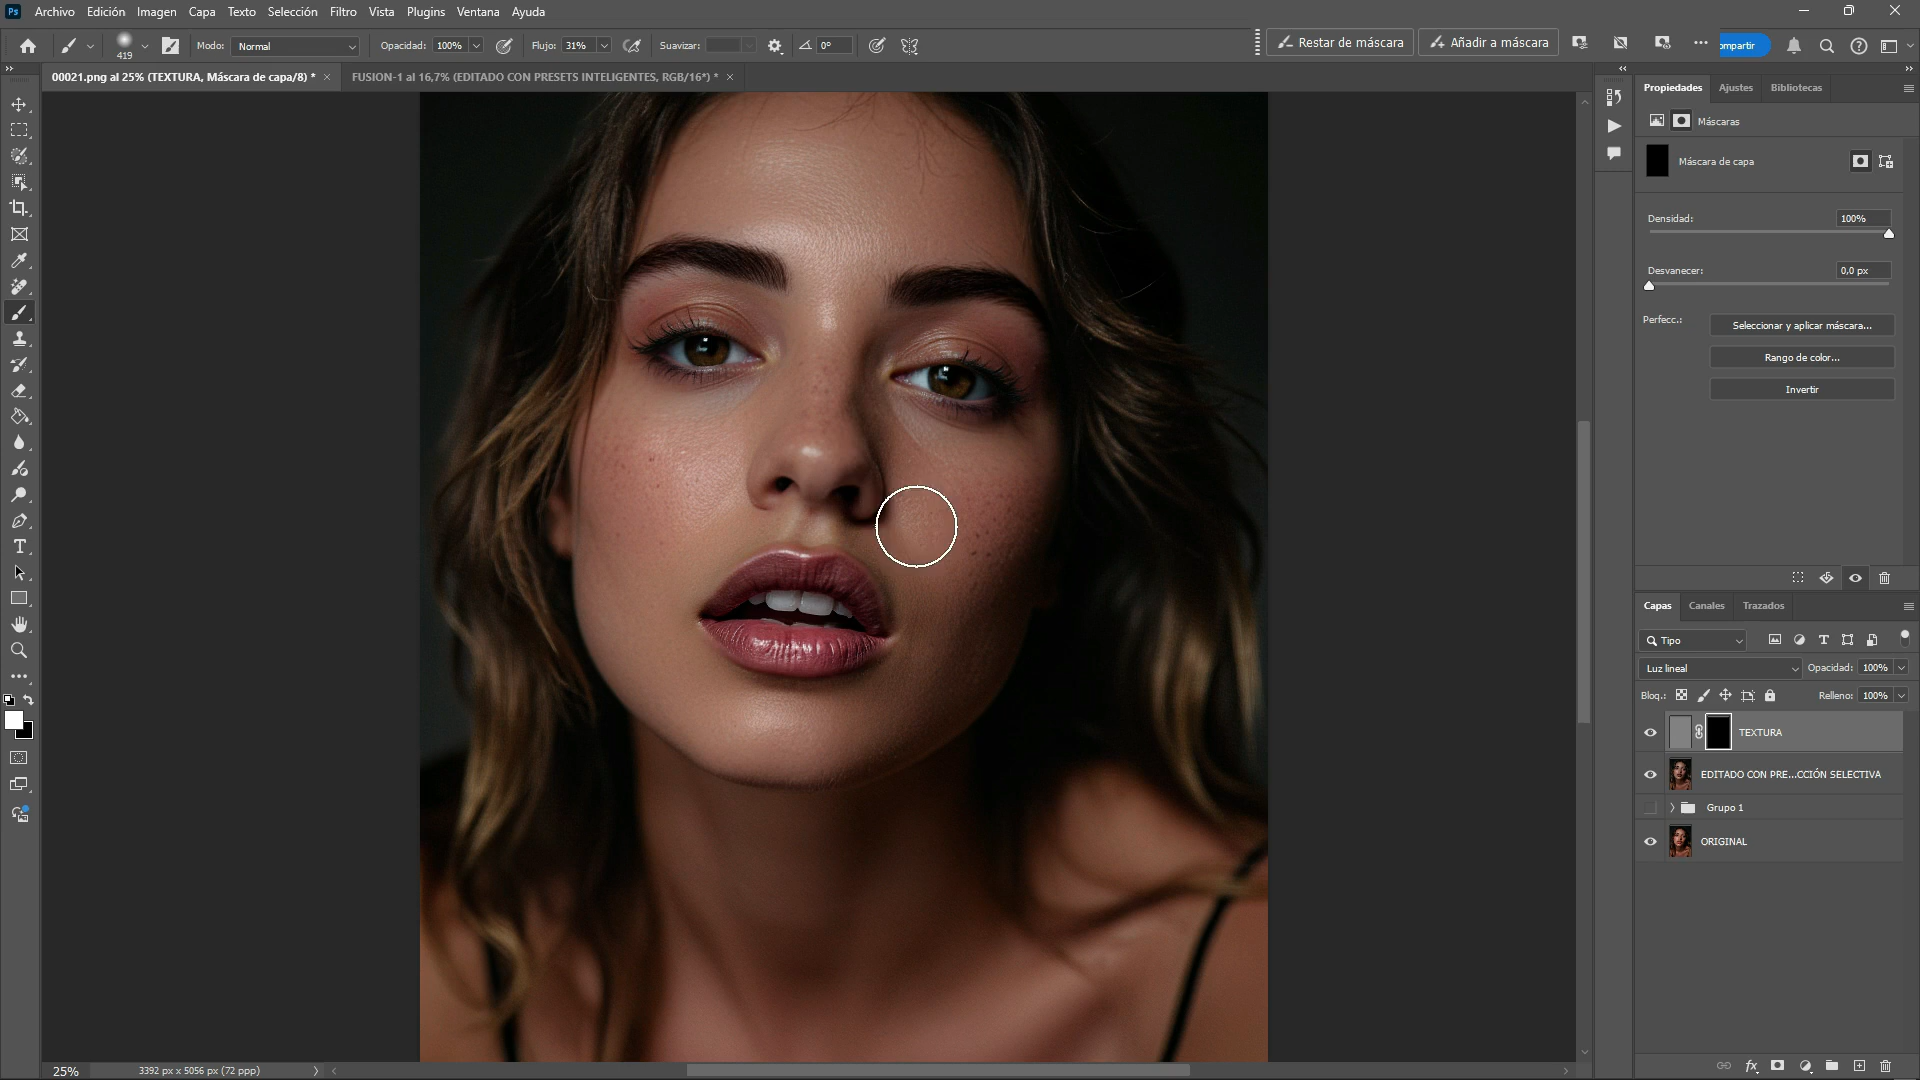 Ps Archivo Edición Imagen Capa Texto Selección Filtro Vista Plugins Ventana Ayuda
419 Modo: Normal Opacidad: 100% Flujo: 31% Suavizar: 0° Restar de máscara Añadir a máscara ompartir
00021.png al 25% (TEXTURA, Máscara de capa/8) * × FUSION-1 al 16,7% (EDITADO CON PRESETS INTELIGENTES, RGB/16*) * ×
Propiedades Ajustes Bibliotecas
Máscaras
Máscara de capa
Densidad: 100%
Desvanecer: 0,0 px
Perfecc.: Seleccionar y aplicar máscara...
Rango de color...
Invertir
Capas Canales Trazados
Tipo
Luz lineal Opacidad: 100%
Bloq.: Relleno: 100%
TEXTURA
EDITADO CON PRE...CCIÓN SELECTIVA
Grupo 1
ORIGINAL
fx
25% 3392 px x 5056 px (72 ppp)